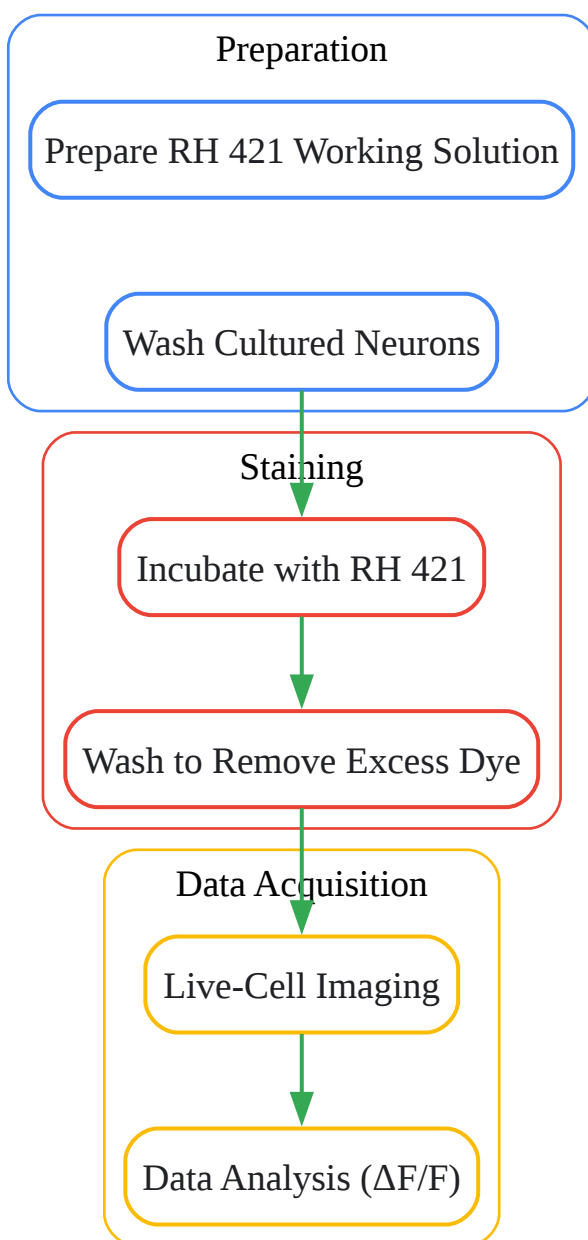 Preparation
Prepare RH 421 Working Solution
Wash Cultured Neurons
Staining
Incubate with RH 421
Wash to Remove Excess Dye
Data Acquisition
Live-Cell Imaging
Data Analysis (ΔF/F)